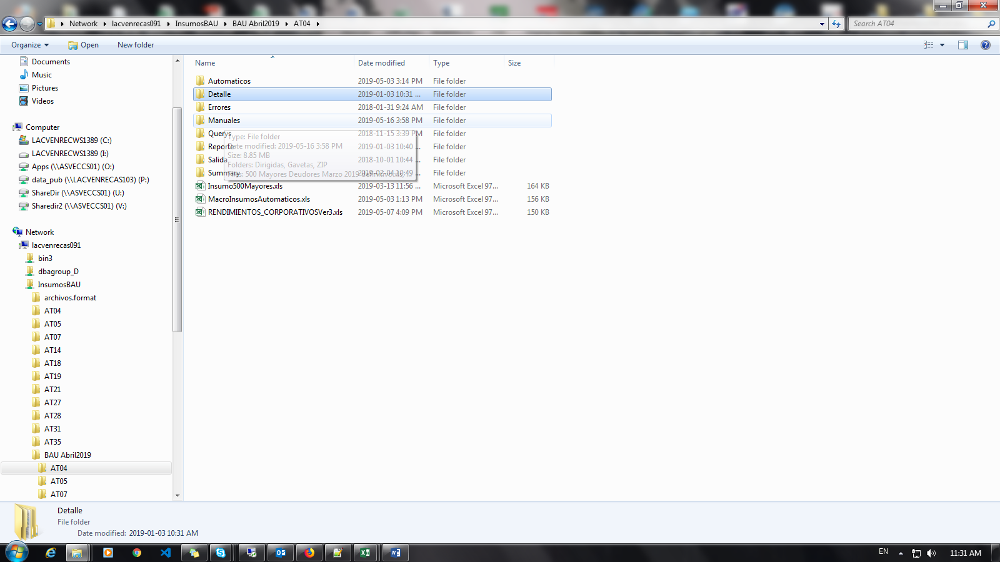 Network lacvenrecas091 InsumosBAU BAU Abril2019 AT04
Search AT04
Organize Open New folder
Documents
Music
Pictures
Videos
Computer
LACVENRECWS1389 (C:)
LACVENRECWS1389 (I:)
Apps (\\ASVECCS01) (O:)
data_pub (\\LACVENRECAS103) (P:)
ShareDir (\\ASVECCS01) (U:)
Sharedir2 (\\ASVECCS01) (V:)
Network
lacvenrecas091
bin3
dbagroup_D
InsumosBAU
archivos.format
AT04
AT05
AT07
AT14
AT18
AT19
AT21
AT27
AT28
AT31
AT35
BAU Abril2019
AT04
AT05
AT07
Name Date modified Type Size
Automaticos 2019-05-03 3:14 PM File folder
Detalle 2019-01-03 10:31 ... File folder
Errores 2018-01-31 9:24 AM File folder
Manuales 2019-05-16 3:58 PM File folder
Querys 2018-11-15 3:39 PM File folder
Reporte 2019-01-03 10:40 ... File folder
Salida 2018-10-01 10:44 ... File folder
Summary 2019-02-04 10:49 ... File folder
Insumo500Mayores.xls 2019-03-13 11:56 ... Microsoft Excel 97... 164 KB
MacroInsumosAutomaticos.xls 2019-05-03 1:13 PM Microsoft Excel 97... 156 KB
RENDIMIENTOS_CORPORATIVOSVer3.xls 2019-05-07 4:09 PM Microsoft Excel 97... 150 KB
Type: File folder
Date modified: 2019-05-16 3:58 PM
Size: 8.85 MB
Folders: Dirigidas, Gavetas, ZIP
Files: 500 Mayores Deudores Marzo 2019
Detalle
File folder
Date modified: 2019-01-03 10:31 AM
EN
11:31 AM